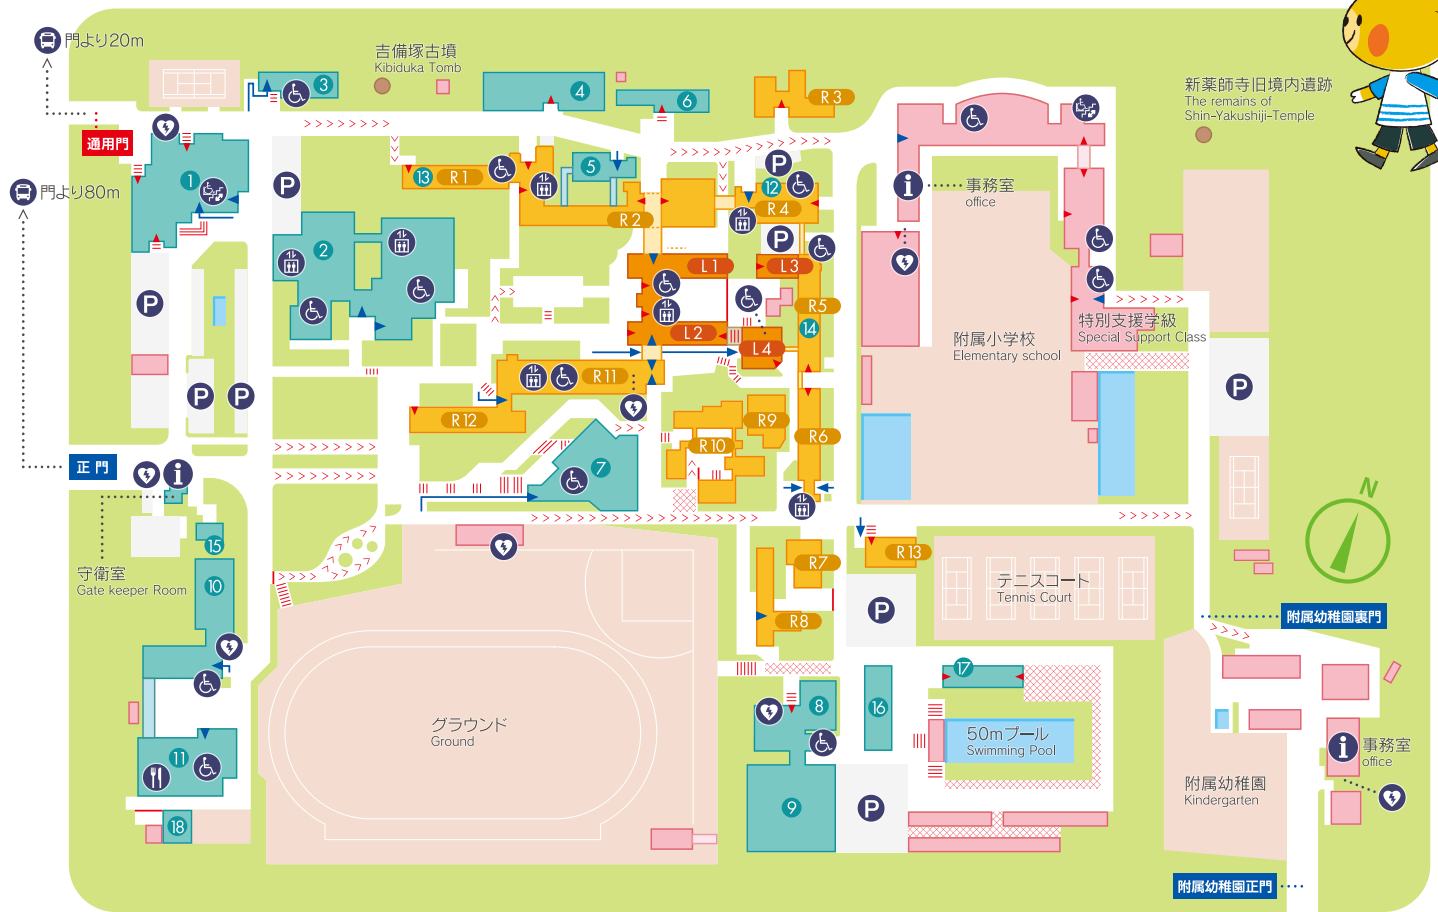 門より20m
通用門
門より80m
正門
吉備塚古墳
Kibiduka Tomb
新薬師寺旧境内遺跡
The remains of
Shin-Yakushiji-Temple
3
4
6
R3
1
13
R1
5
R2
12
R4
2
L1
L3
R5
14
L2
L4
R11
R12
R9
R10
R6
7
P
P
P
P
P
P
P
P
P
i
事務室
office
附属小学校
Elementary school
特別支援学級
Special Support Class
i
守衛室
Gate keeper Room
15
10
11
18
グラウンド
Ground
R7
R8
R13
テニスコート
Tennis Court
N
附属幼稚園裏門
17
16
8
9
50mプール
Swimming Pool
附属幼稚園
Kindergarten
i
事務室
office
附属幼稚園正門